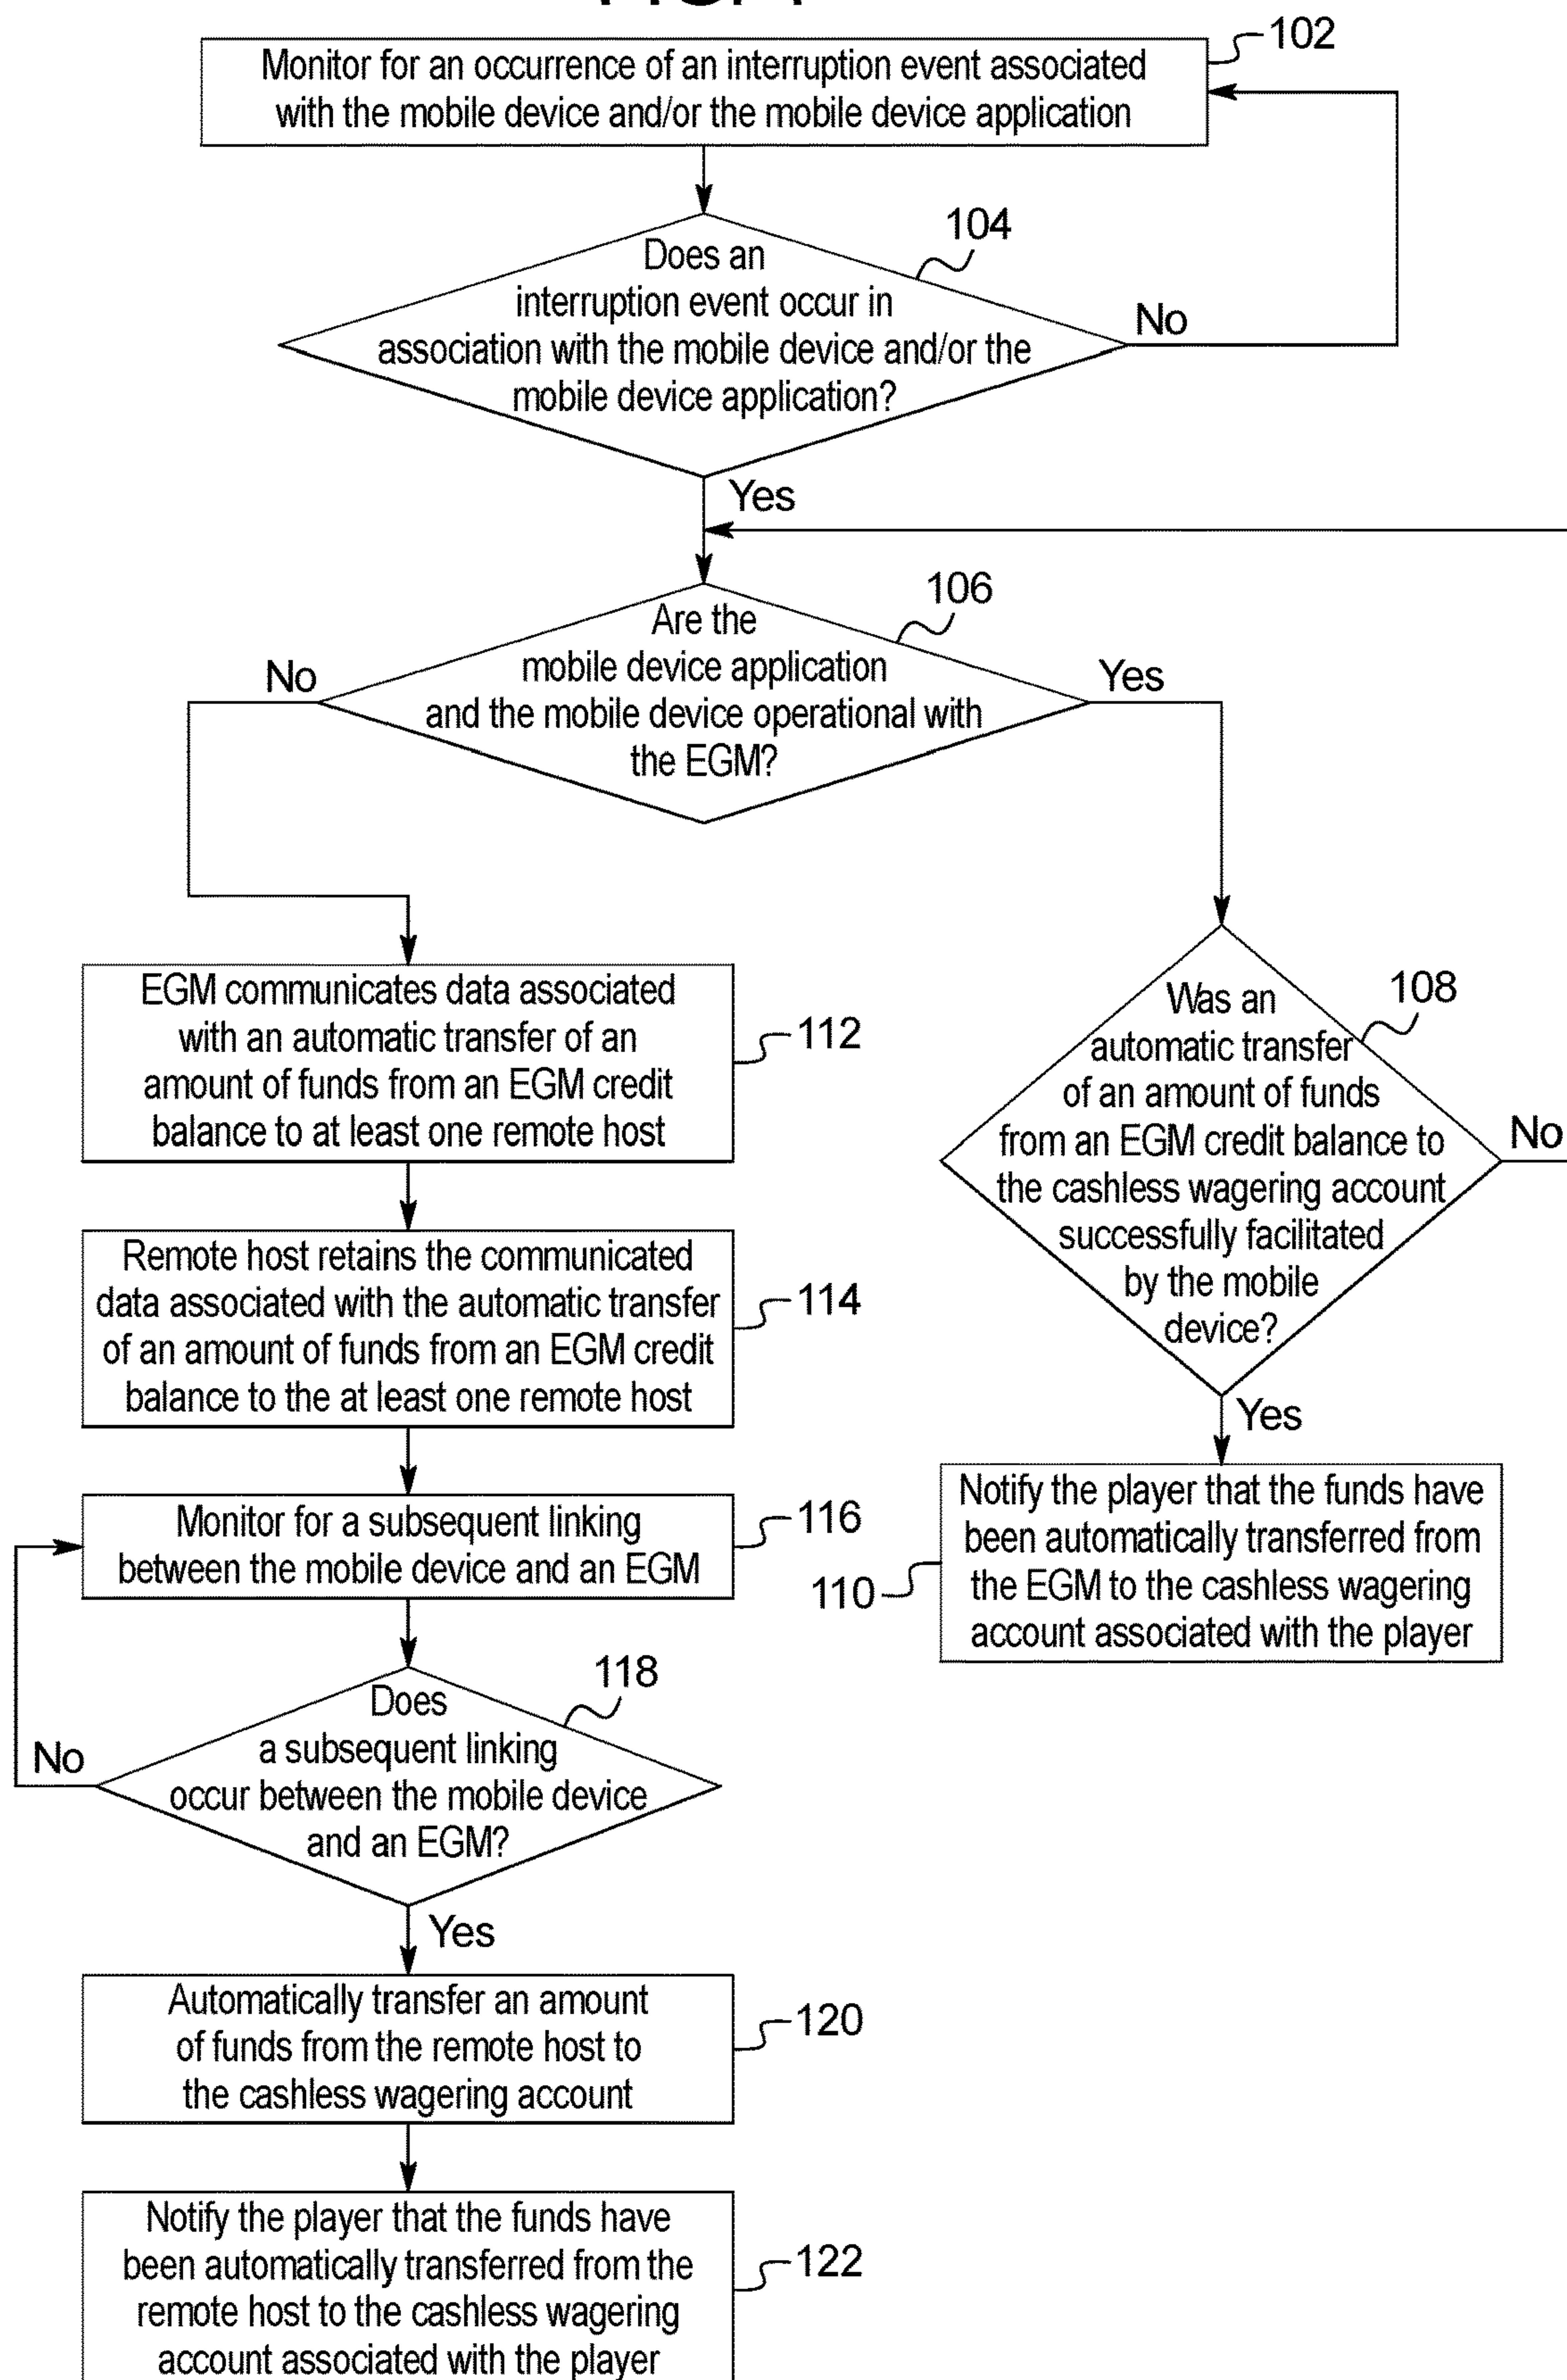 102
Monitor for an occurrence of an interruption event associated
with the mobile device and/or the mobile device application
104
Does an
interruption event occur in
association with the mobile device and/or the
mobile device application?
No
Yes
106
Are the
mobile device application
and the mobile device operational with
the EGM?
No
Yes
108
Was an
automatic transfer
of an amount of funds
from an EGM credit balance to
the cashless wagering account
successfully facilitated
by the mobile
device?
No
Yes
Notify the player that the funds have
been automatically transferred from
the EGM to the cashless wagering
account associated with the player
110
EGM communicates data associated
with an automatic transfer of an
amount of funds from an EGM credit
balance to at least one remote host
112
Remote host retains the communicated
data associated with the automatic transfer
of an amount of funds from an EGM credit
balance to the at least one remote host
114
Monitor for a subsequent linking
between the mobile device and an EGM
116
118
Does
a subsequent linking
occur between the mobile device
and an EGM?
No
Yes
Automatically transfer an amount
of funds from the remote host to
the cashless wagering account
120
Notify the player that the funds have
been automatically transferred from the
remote host to the cashless wagering
account associated with the player
122